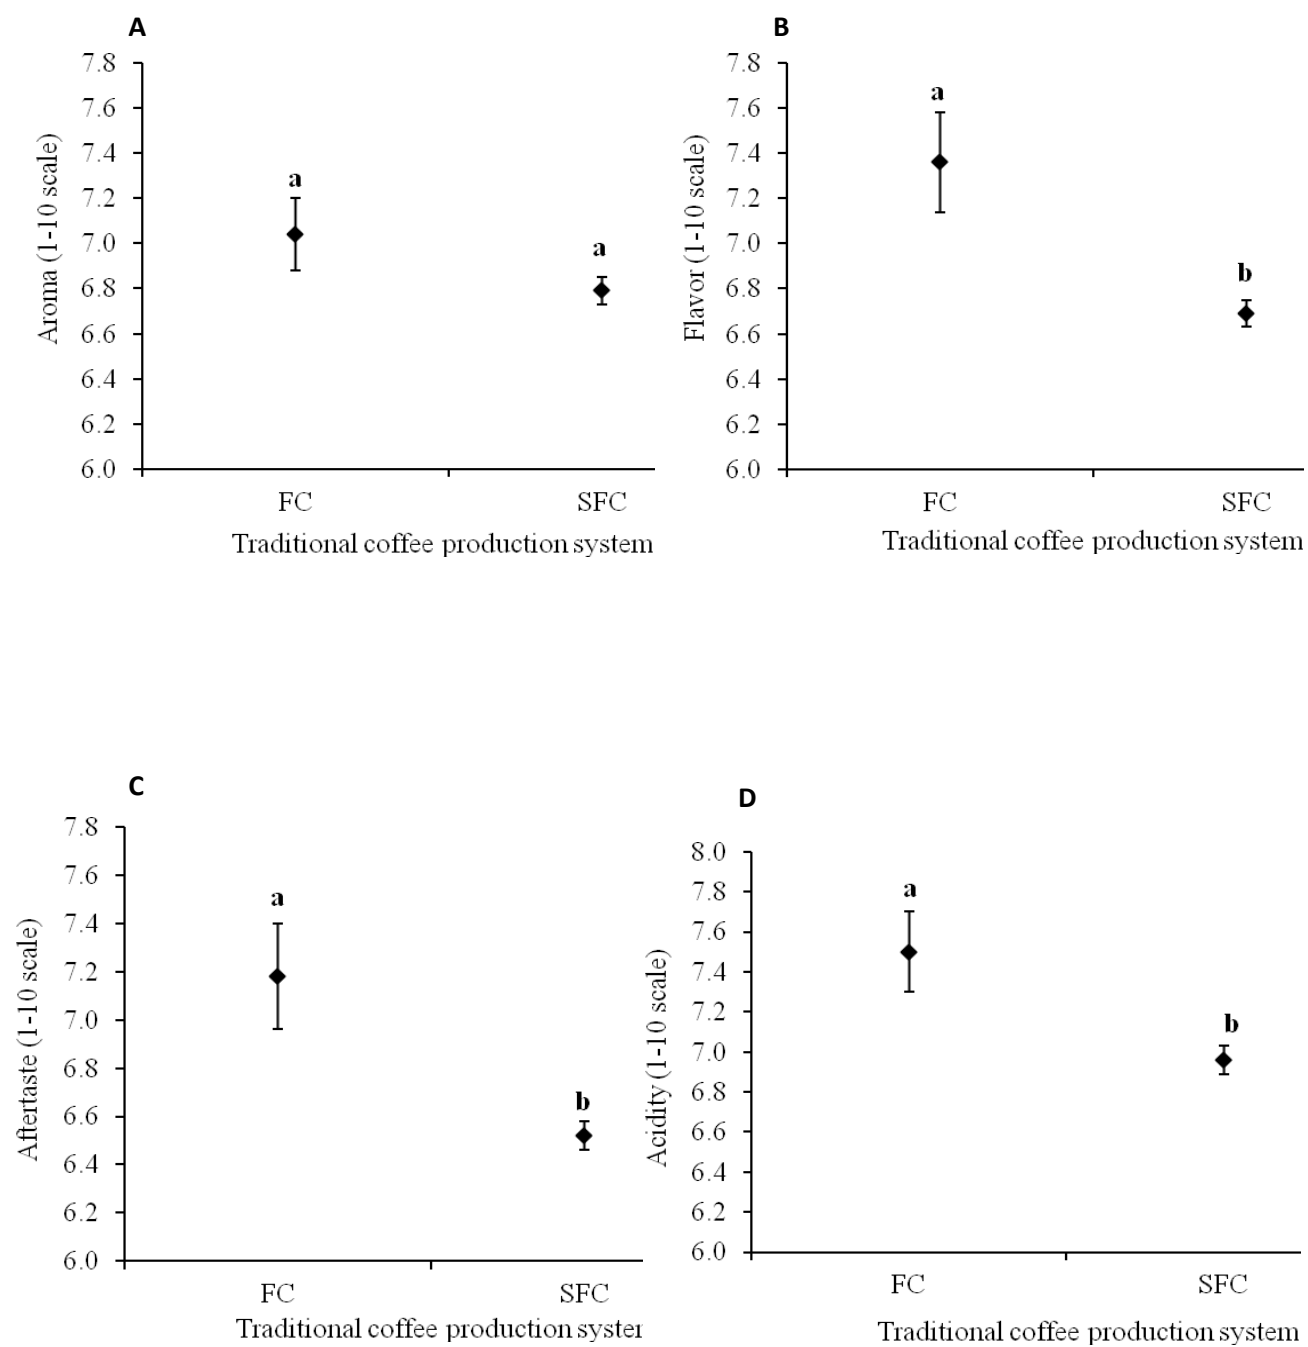 A
7.8
7.6
7.4
7.2
7.0
6.8
6.6
6.4
6.2
6.0
Aroma (1-10 scale)
a
a
FC SFC
Traditional coffee production system
B
7.8
7.6
7.4
7.2
7.0
6.8
6.6
6.4
6.2
6.0
Flavor (1-10 scale)
a
b
FC SFC
Traditional coffee production system
C
7.8
7.6
7.4
7.2
7.0
6.8
6.6
6.4
6.2
6.0
Aftertaste (1-10 scale)
a
b
FC SFC
Traditional coffee production syster
D
8.0
7.8
7.6
7.4
7.2
7.0
6.8
6.6
6.4
6.2
6.0
Acidity (1-10 scale)
a
b
FC SFC
Traditional coffee production system